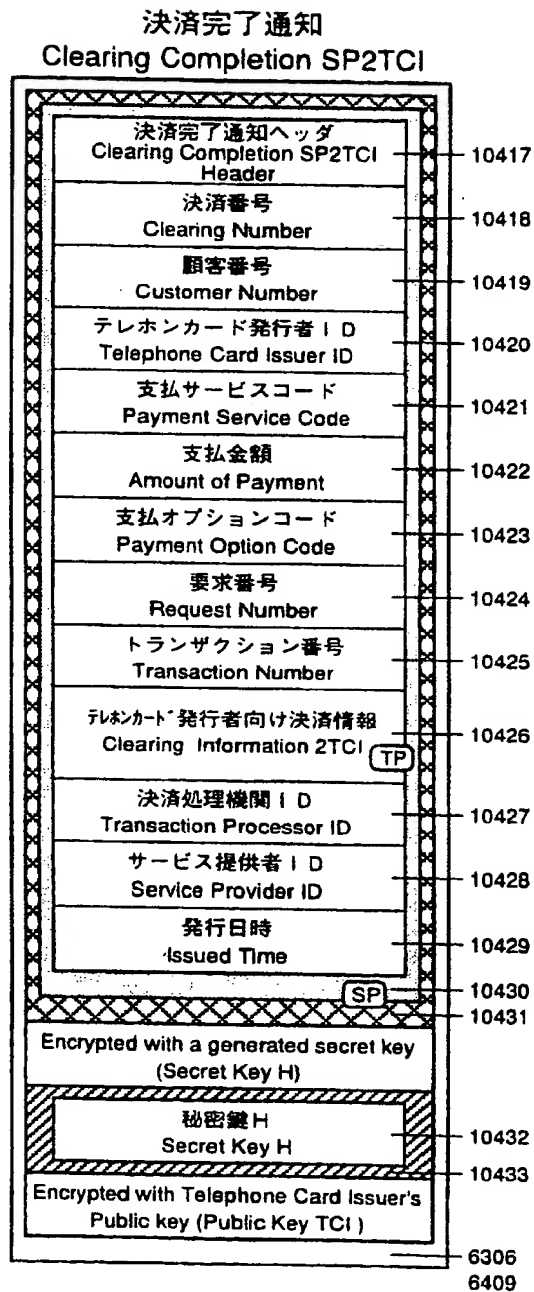 決済完了通知
Clearing Completion SP2TCI
決済完了通知ヘッダ
Clearing Completion SP2TCI
Header
10417
決済番号
Clearing Number
10418
顧客番号
Customer Number
10419
テレホンカード発行者ID
Telephone Card Issuer ID
10420
支払サービスコード
Payment Service Code
10421
支払金額
Amount of Payment
10422
支払オプションコード
Payment Option Code
10423
要求番号
Request Number
10424
トランザクション番号
Transaction Number
10425
テレホンカード発行者向け決済情報
Clearing Information 2TCI
10426
TP
決済処理機関ID
Transaction Processor ID
10427
サービス提供者ID
Service Provider ID
10428
発行日時
Issued Time
10429
SP
10430
10431
Encrypted with a generated secret key
(Secret Key H)
秘密鍵H
Secret Key H
10432
10433
Encrypted with Telephone Card Issuer's
Public key (Public Key TCI )
6306
6409